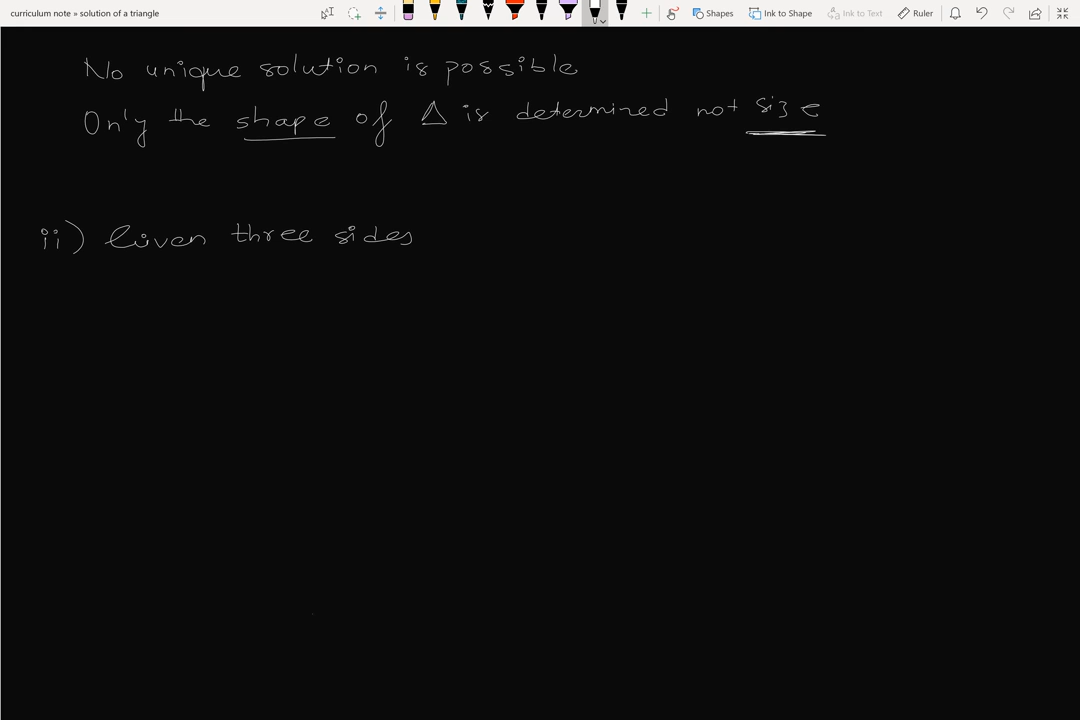 curriculum note » solution of a triangle
Shapes Ink to Shape Ink to Text Ruler
No unique solution is possible
Only the shape of Δ is determined not size
ii) Given three sides